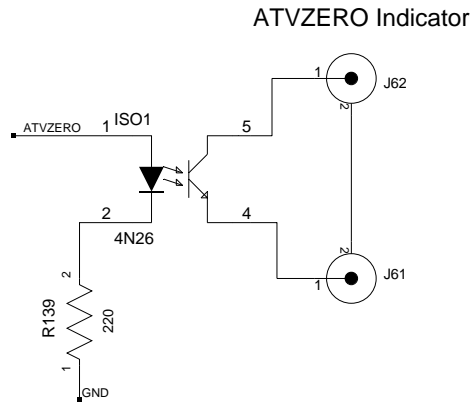 ATVZERO Indicator
1
J62
2
ATVZERO
1
ISO1
5
2
4N26
4
2
1
J61
2
R139
220
1
GND